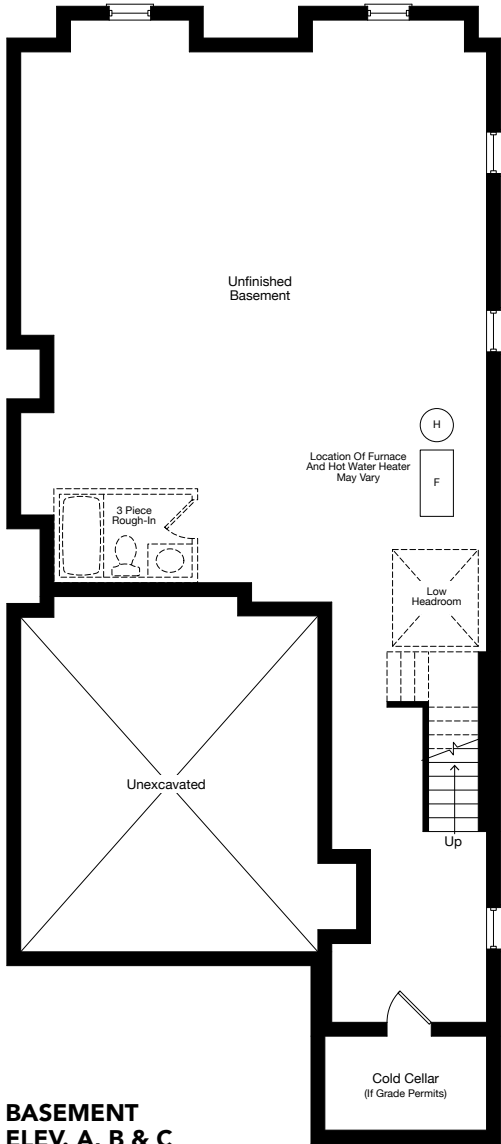 Unfinished
Basement
H
Location Of Furnace
And Hot Water Heater
May Vary
F
3 Piece
Rough-In
Low
Headroom
Unexcavated
Up
Cold Cellar
(If Grade Permits)
BASEMENT
ELEV. A, B & C